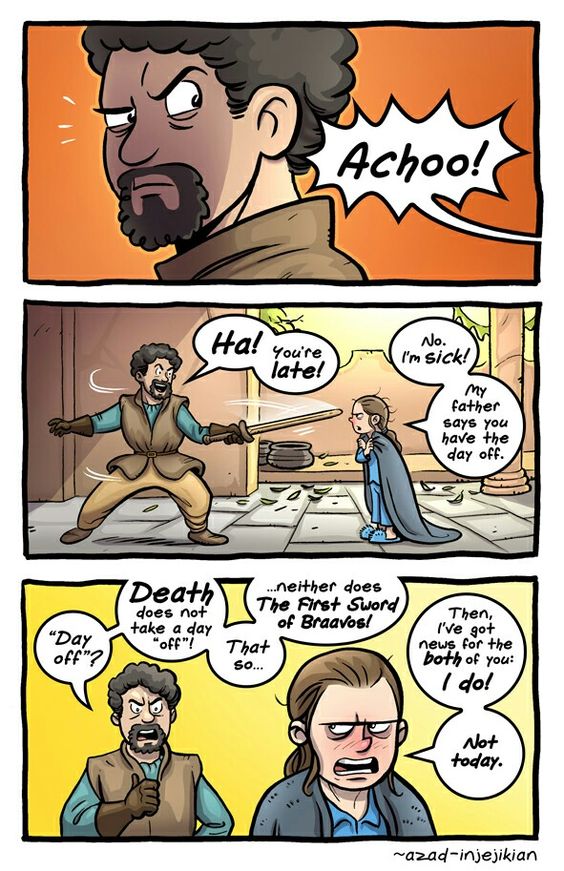 Achoo!
Ha!
You're
late!
No.
I'm sick!
My
father
says you
have the
day off.
"Day
off"?
Death
does not
take a day
"off"!
...neither does
The First Sword
of Braavos!
That
so...
Then,
I've got
news for the
both of you:
I do!
Not
today.
~azad-injejikian